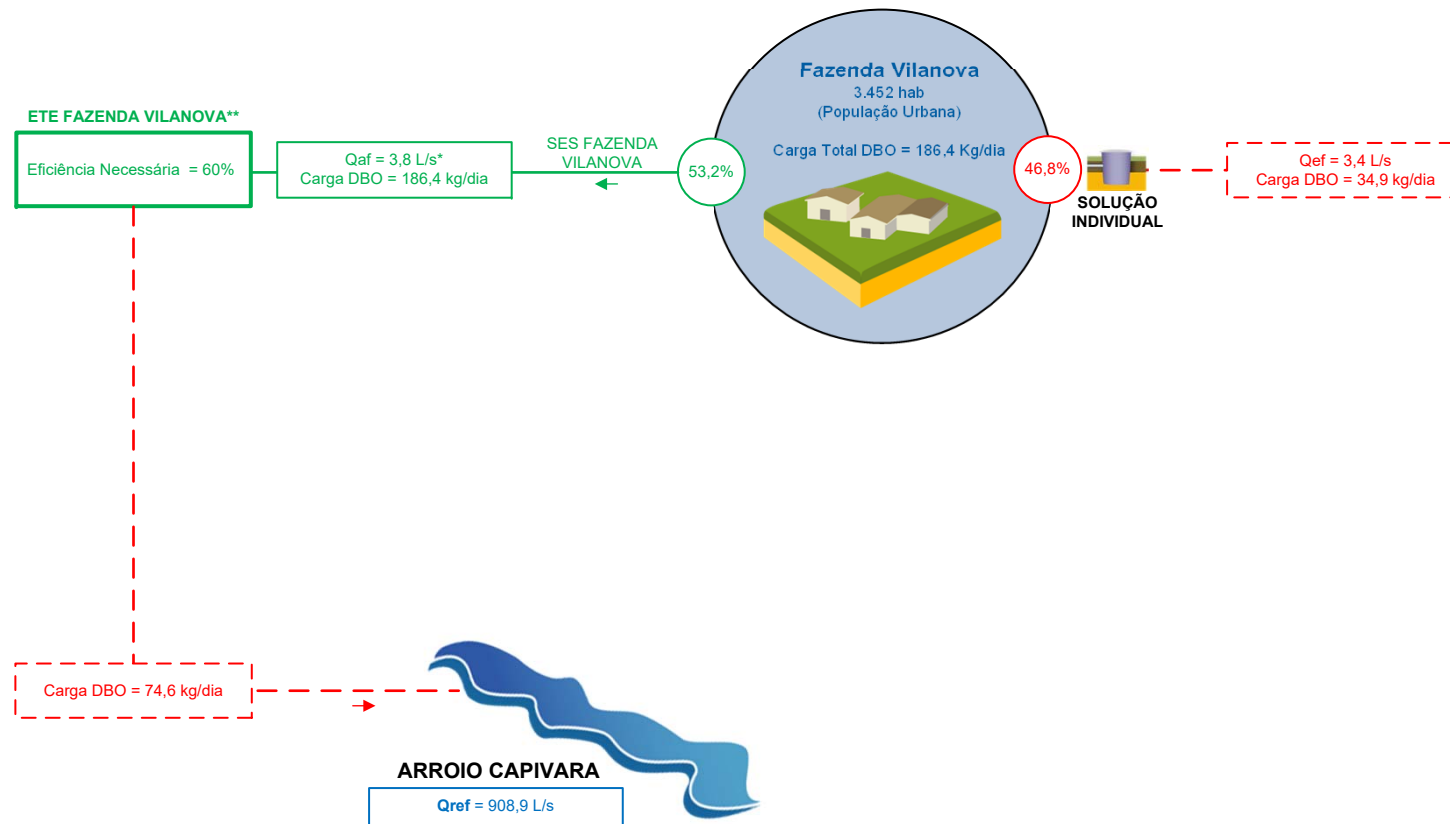 Fazenda Vilanova
3.452 hab
(População Urbana)
Carga Total DBO = 186,4 Kg/dia
ETE FAZENDA VILANOVA**
Eficiência Necessária = 60%
Qaf = 3,8 L/s*
Carga DBO = 186,4 kg/dia
SES FAZENDA
VILANOVA
53,2%
46,8%
SOLUÇÃO
INDIVIDUAL
Qef = 3,4 L/s
Carga DBO = 34,9 kg/dia
Carga DBO = 74,6 kg/dia
ARROIO CAPIVARA
Qref = 908,9 L/s